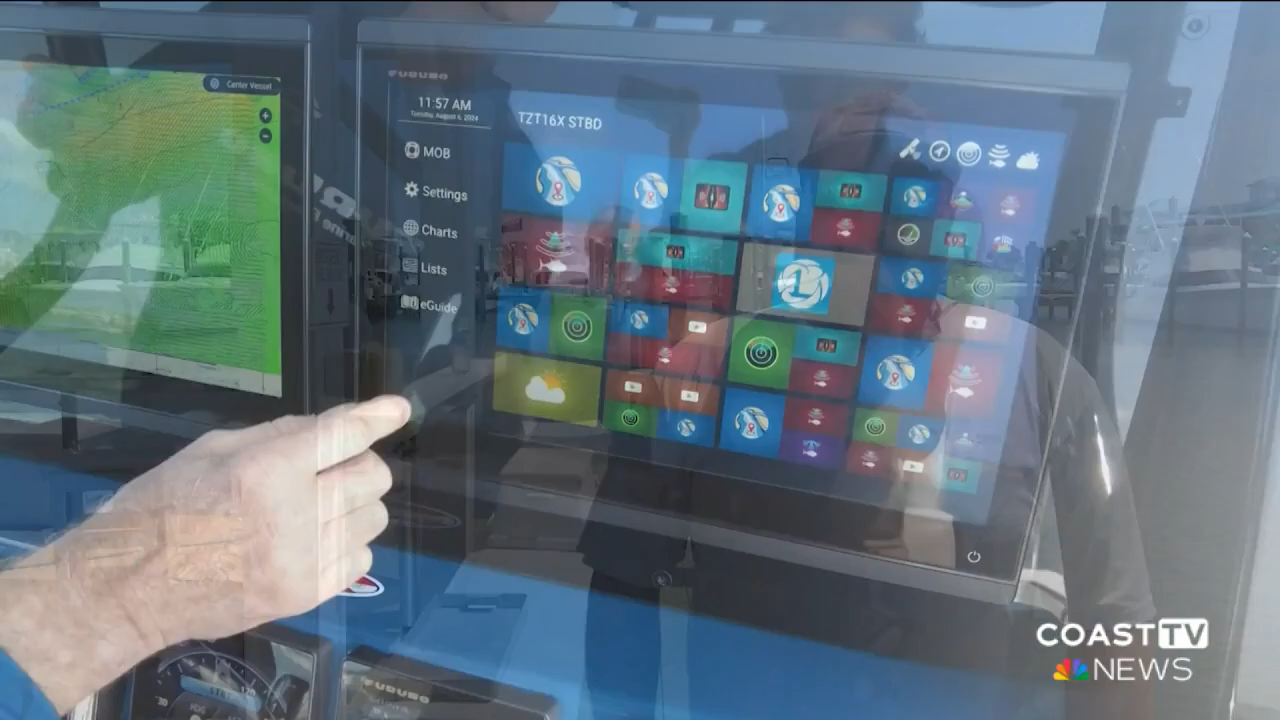 Center Vessel
FURUNO
11:57 AM
Tuesday, August 6, 2024
TZT16X STBD
MOB
Settings
Charts
Lists
eGuide
FURUNO
COAST TV
NEWS